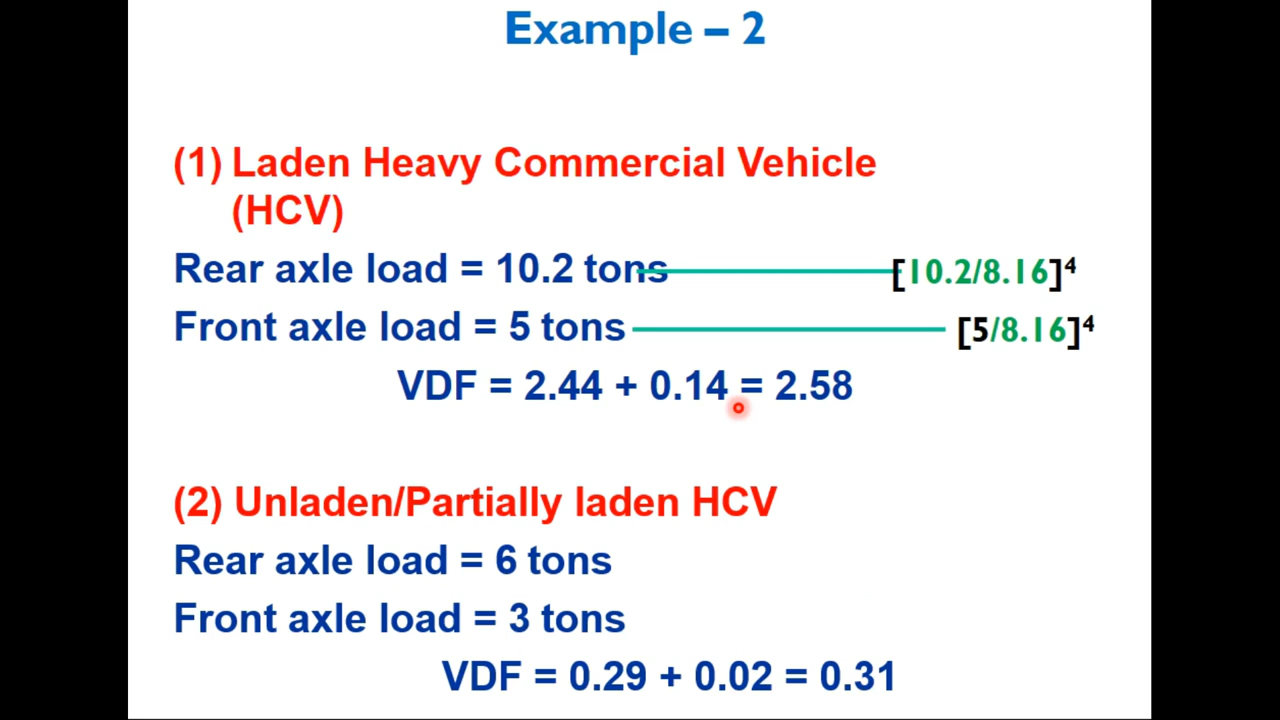 Example – 2
(1) Laden Heavy Commercial Vehicle
(HCV)
Rear axle load = 10.2 tons [10.2/8.16]⁴
Front axle load = 5 tons [5/8.16]⁴
VDF = 2.44 + 0.14 = 2.58
(2) Unladen/Partially laden HCV
Rear axle load = 6 tons
Front axle load = 3 tons
VDF = 0.29 + 0.02 = 0.31